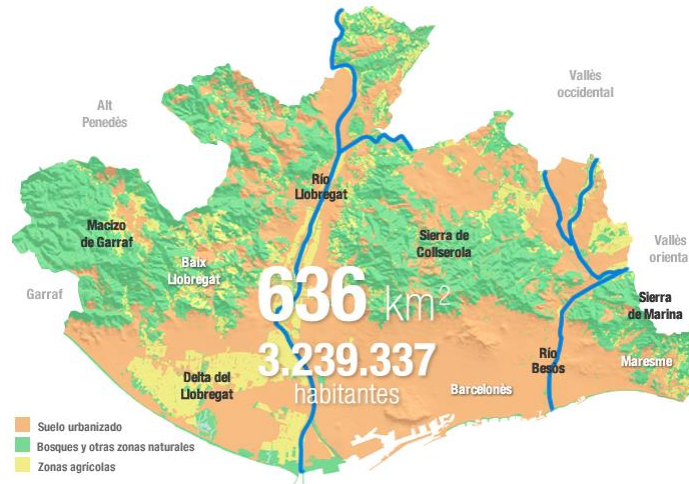 Vallès
occidental
Alt
Penedès
Río
Llobregat
Macizo
de Garraf
Sierra de
Collserola
Vallès
orienta
Baix
Llobregat
636 km²
Garraf
Sierra
de Marina
3.239.337
habitantes
Río
Besòs
Maresme
Delta del
Llobregat
Barcelonès
Suelo urbanizado
Bosques y otras zonas naturales
Zonas agrícolas